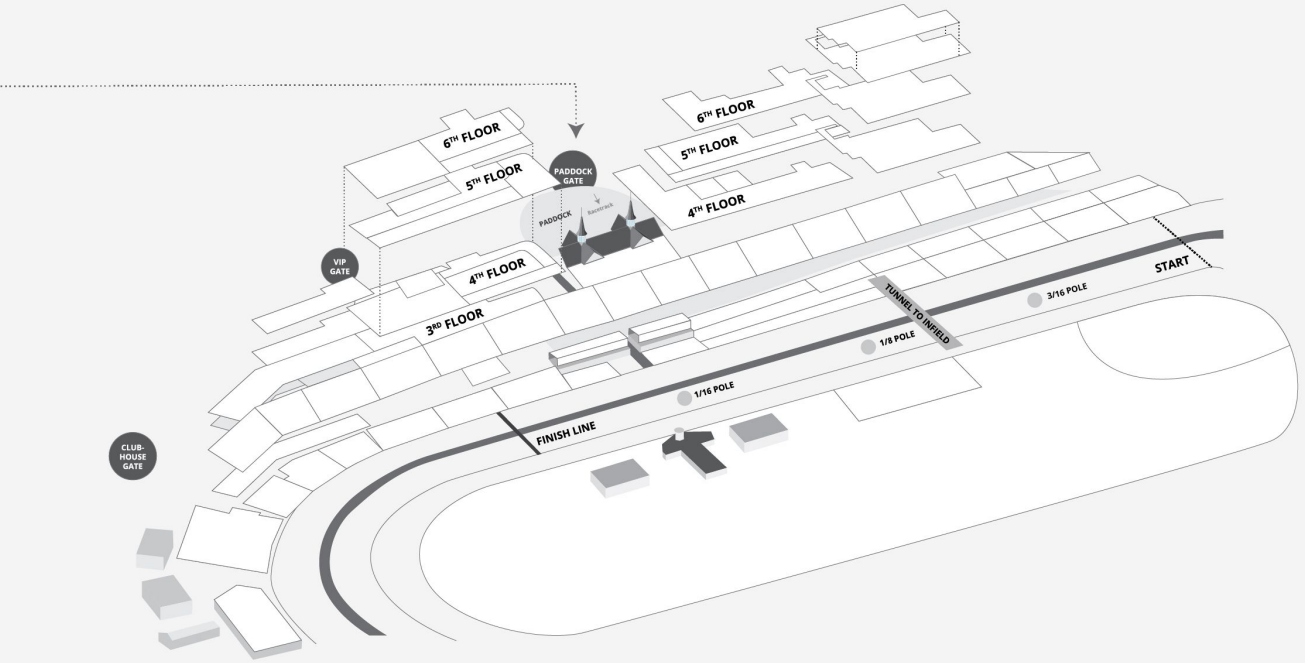 6TH FLOOR
6TH FLOOR
5TH FLOOR
5TH FLOOR
PADDOCK
GATE
PADDOCK
Racetrack
4TH FLOOR
VIP
GATE
4TH FLOOR
3RD FLOOR
START
3/16 POLE
TUNNEL TO INFIELD
1/8 POLE
1/16 POLE
FINISH LINE
CLUB-
HOUSE
GATE